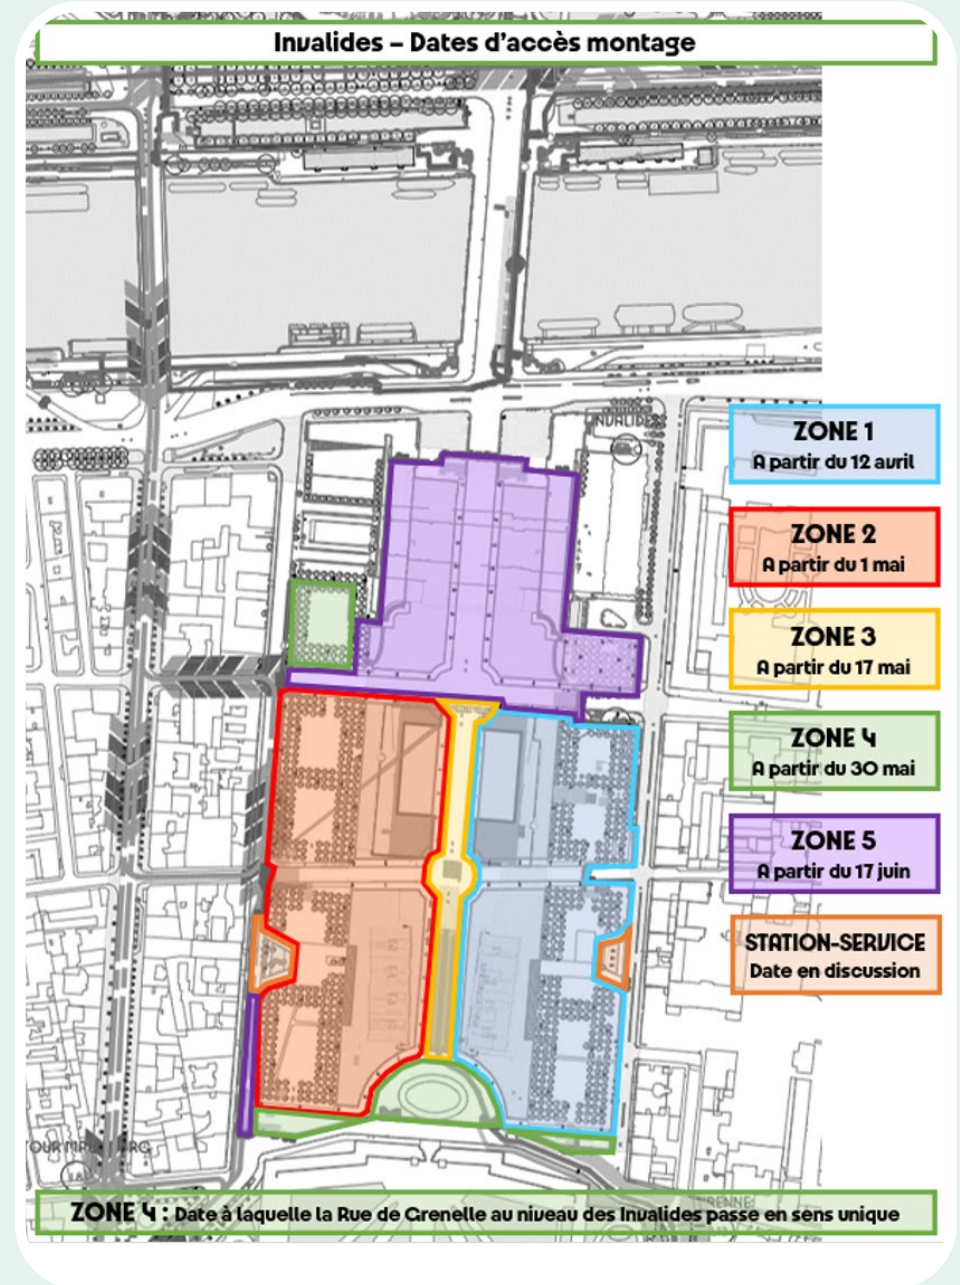 Invalides – Dates d'accès montage
INVALIDES
ZONE 1
A partir du 12 avril
ZONE 2
A partir du 1 mai
ZONE 3
A partir du 17 mai
ZONE 4
A partir du 30 mai
ZONE 5
A partir du 17 juin
STATION-SERVICE
Date en discussion
ZONE 4 : Date à laquelle la Rue de Grenelle au niveau des Invalides passe en sens unique